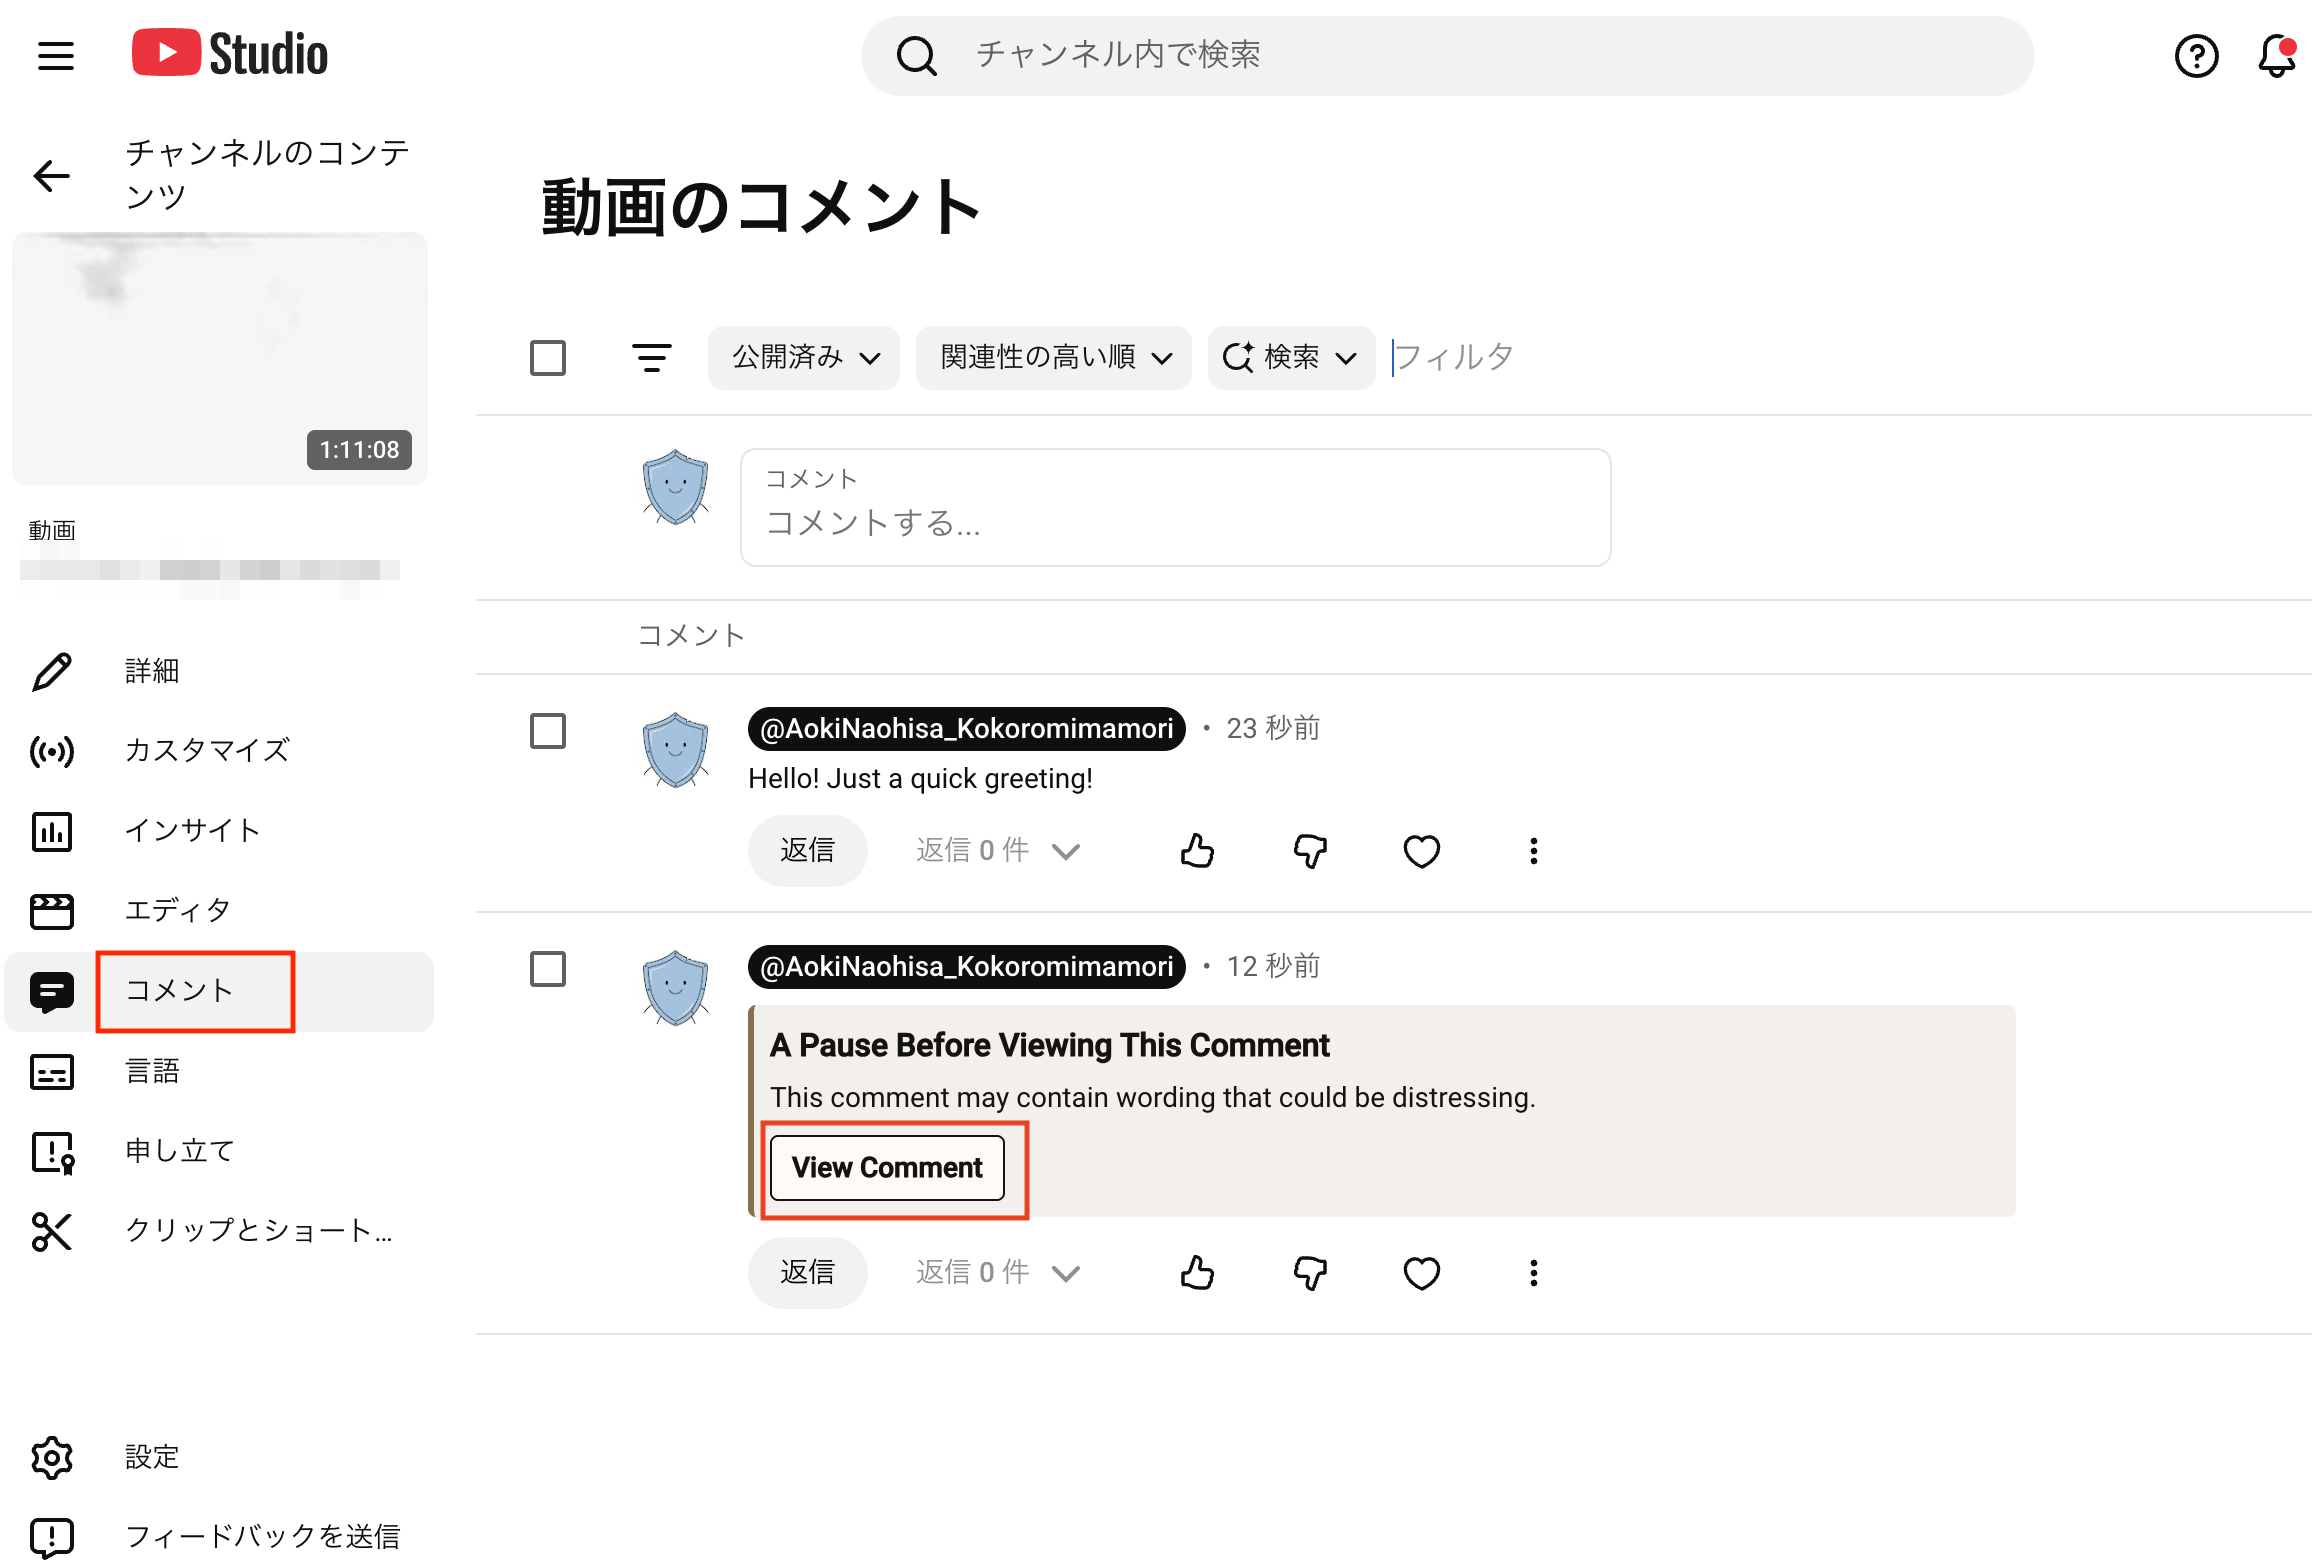 Studio
チャンネル内で検索
チャンネルのコンテ
ンツ
1:11:08
動画
詳細
カスタマイズ
インサイト
エディタ
コメント
言語
申し立て
クリップとショート...
設定
フィードバックを送信
動画のコメント
公開済み
関連性の高い順
検索
フィルタ
コメント
コメントする...
コメント
@AokiNaohisa_Kokoromimamori • 23 秒前
Hello! Just a quick greeting!
返信
返信 0 件
@AokiNaohisa_Kokoromimamori • 12 秒前
A Pause Before Viewing This Comment
This comment may contain wording that could be distressing.
View Comment
返信
返信 0 件